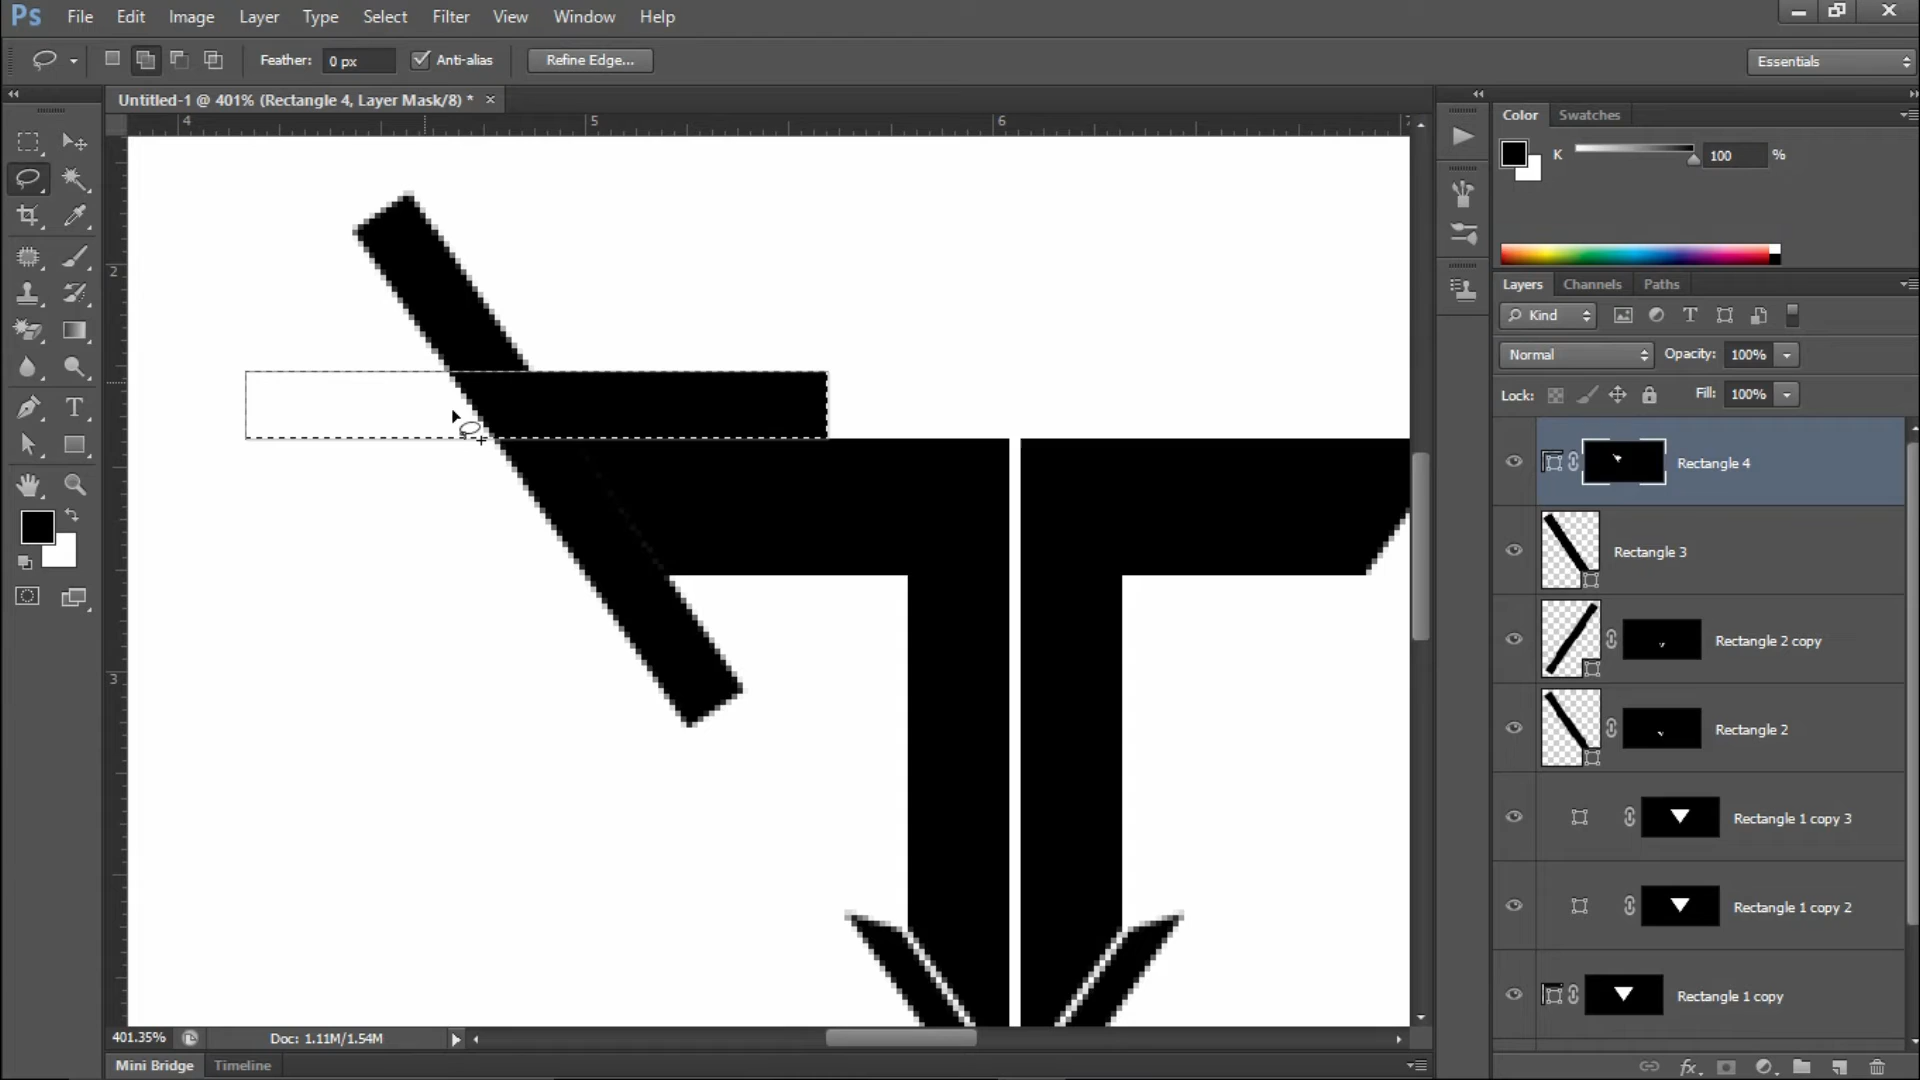 Ps File Edit Image Layer Type Select Filter View Window Help
Feather: 0 px Anti-alias Refine Edge... Essentials
Untitled-1 @ 401% (Rectangle 4, Layer Mask/8) * ×
Color Swatches
4 5 6
K 100 %
2
3
Layers Channels Paths
Kind
Normal Opacity: 100%
Lock: Fill: 100%
Rectangle 4
Rectangle 3
Rectangle 2 copy
Rectangle 2
Rectangle 1 copy 3
Rectangle 1 copy 2
Rectangle 1 copy
401.35% Doc: 1.11M/1.54M
Mini Bridge Timeline
fx